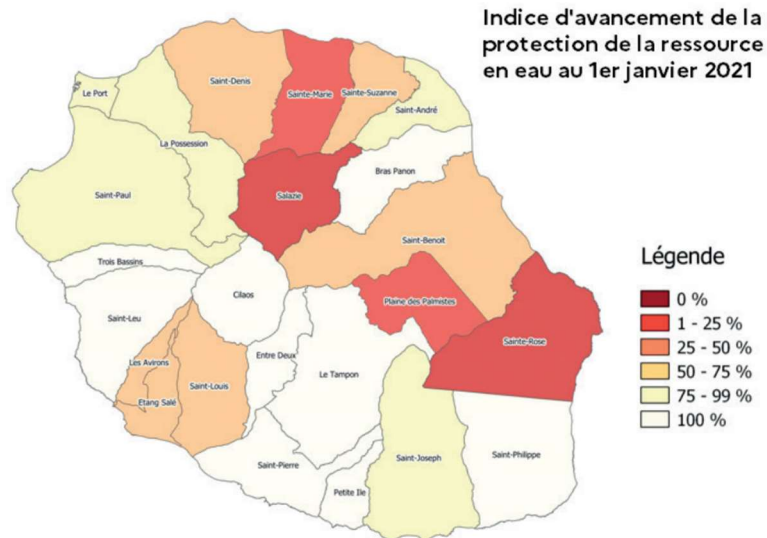 Indice d'avancement de la
protection de la ressource
en eau au 1er janvier 2021
Saint-Denis
Sainte-Marie
Sainte-Suzanne
Le Port
Saint-André
La Possession
Bras Panon
Saint-Paul
Salazie
Saint-Benoit
Trois Bassins
Cilaos
Plaine des Palmistes
Saint-Leu
Sainte-Rose
Entre Deux
Les Avirons
Le Tampon
Saint-Louis
Etang Salé
Saint-Joseph
Saint-Philippe
Saint-Pierre
Petite Ile
Légende
0 %
1 - 25 %
25 - 50 %
50 - 75 %
75 - 99 %
100 %